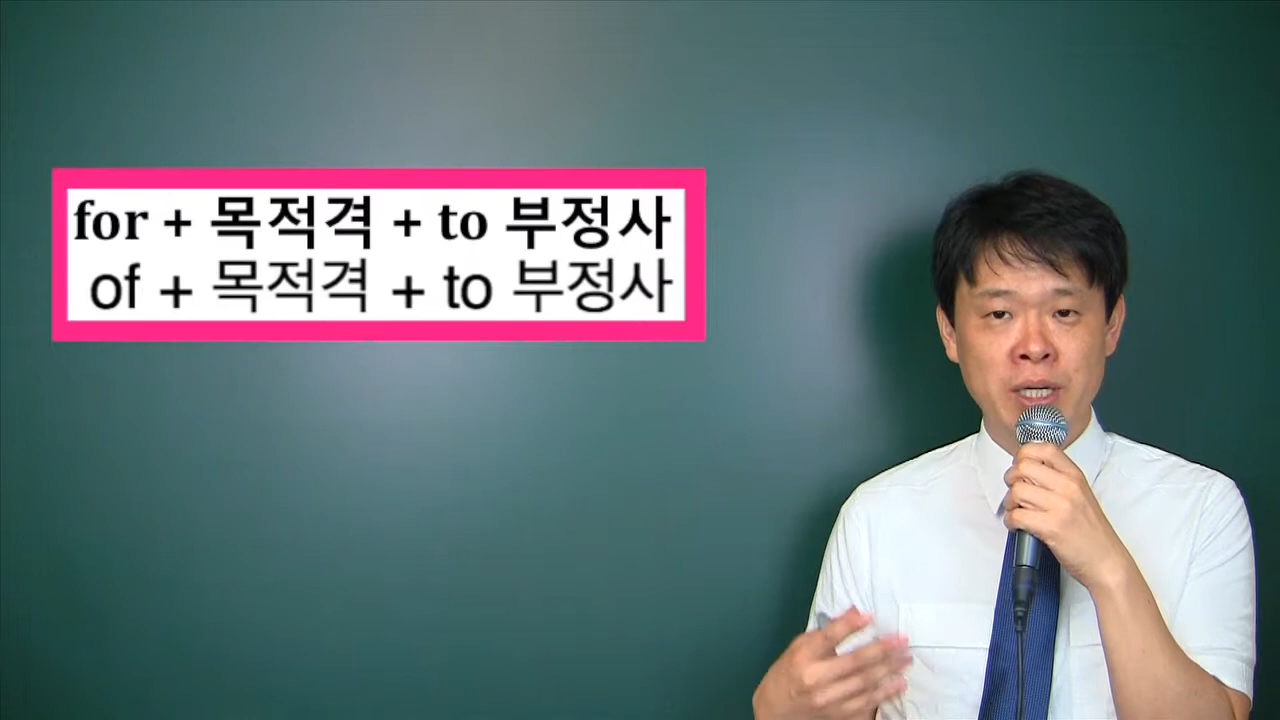 for + 목적격 + to 부정사
of + 목적격 + to 부정사